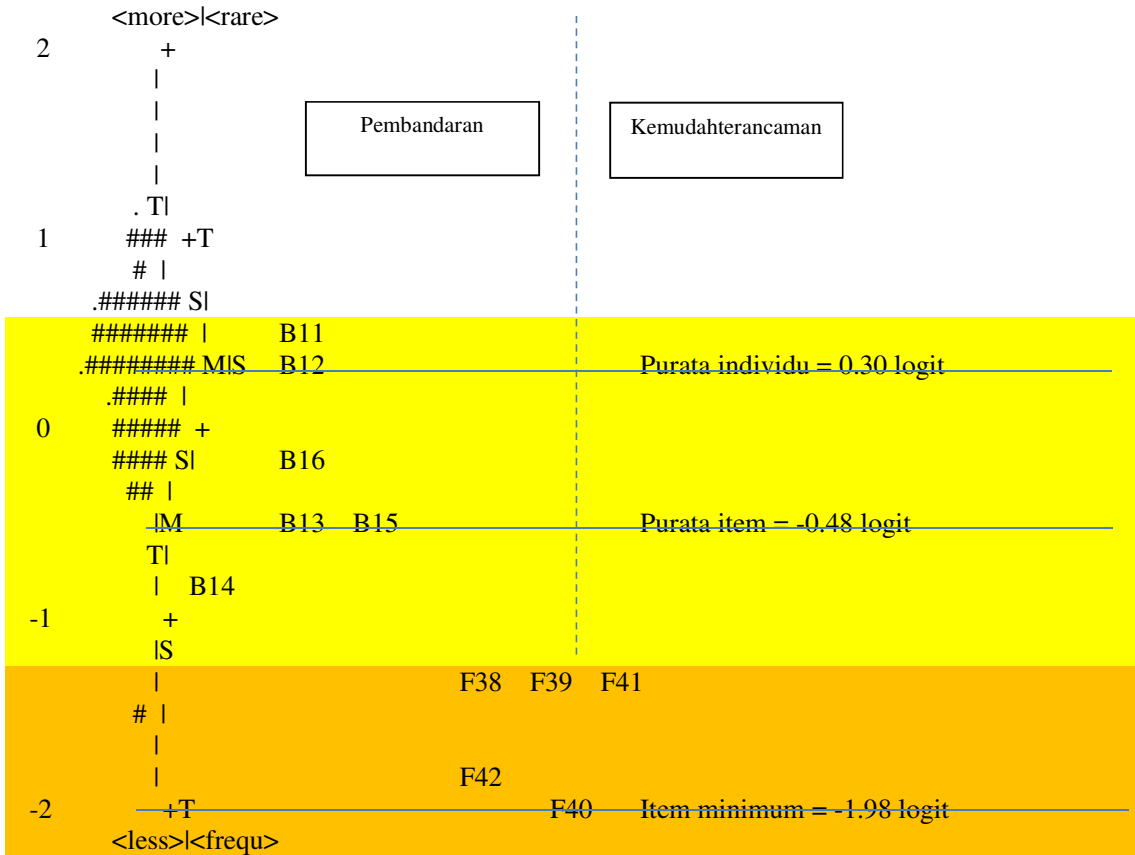 <more>|<rare>
2 +
|
|
Pembandaran Kemudahterancaman
|
|
. T|
1 ### +T
# |
.###### S|
####### | B11
.######## M|S B12 Purata individu = 0.30 logit
.#### |
0 ##### +
#### S| B16
## |
|M B13 B15 Purata item = -0.48 logit
T|
| B14
-1 +
|S
| F38 F39 F41
# |
|
| F42
-2 +T F40 Item minimum = -1.98 logit
<less>|<frequ>